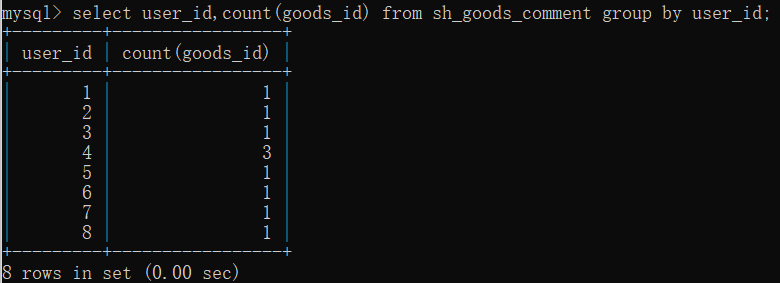 mysql> select user_id,count(goods_id) from sh_goods_comment group by user_id;
+---------+-----------------+
| user_id | count(goods_id) |
+---------+-----------------+
|       1 |               1 |
|       2 |               1 |
|       3 |               1 |
|       4 |               3 |
|       5 |               1 |
|       6 |               1 |
|       7 |               1 |
|       8 |               1 |
+---------+-----------------+
8 rows in set (0.00 sec)